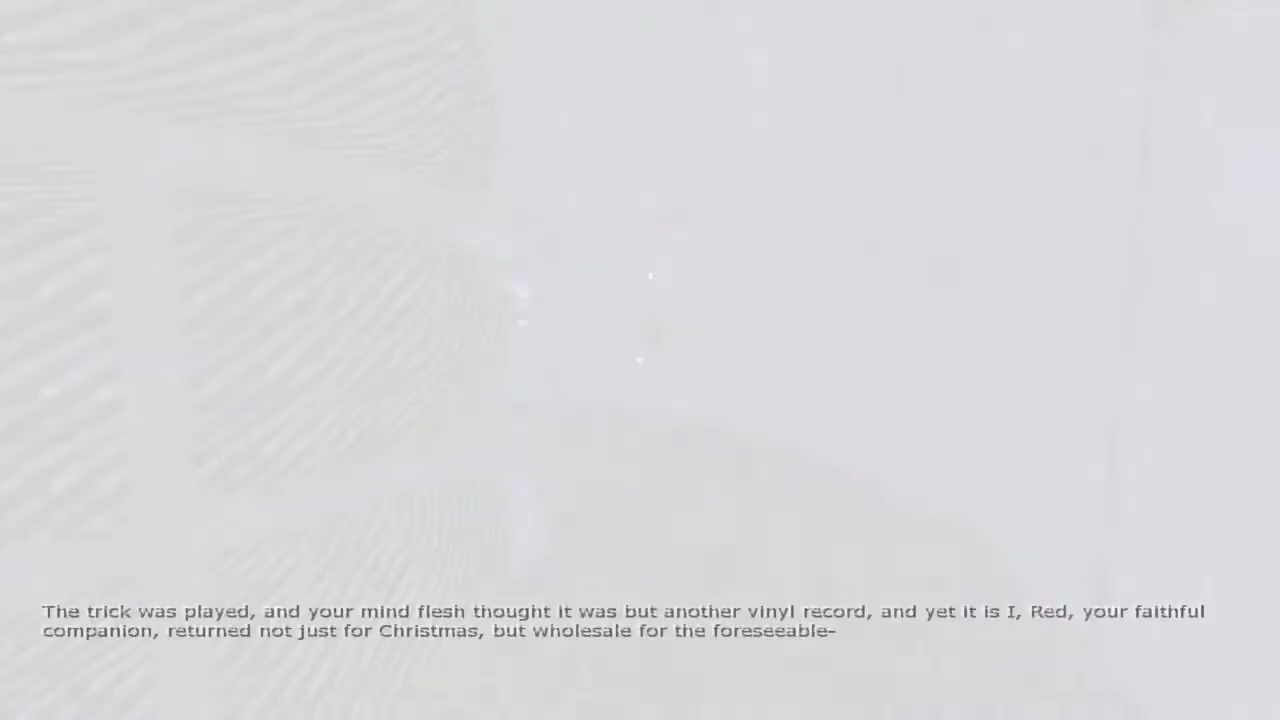 The trick was played, and your mind flesh thought it was but another vinyl record, and yet it is I, Red, your faithful
companion, returned not just for Christmas, but wholesale for the foreseeable-